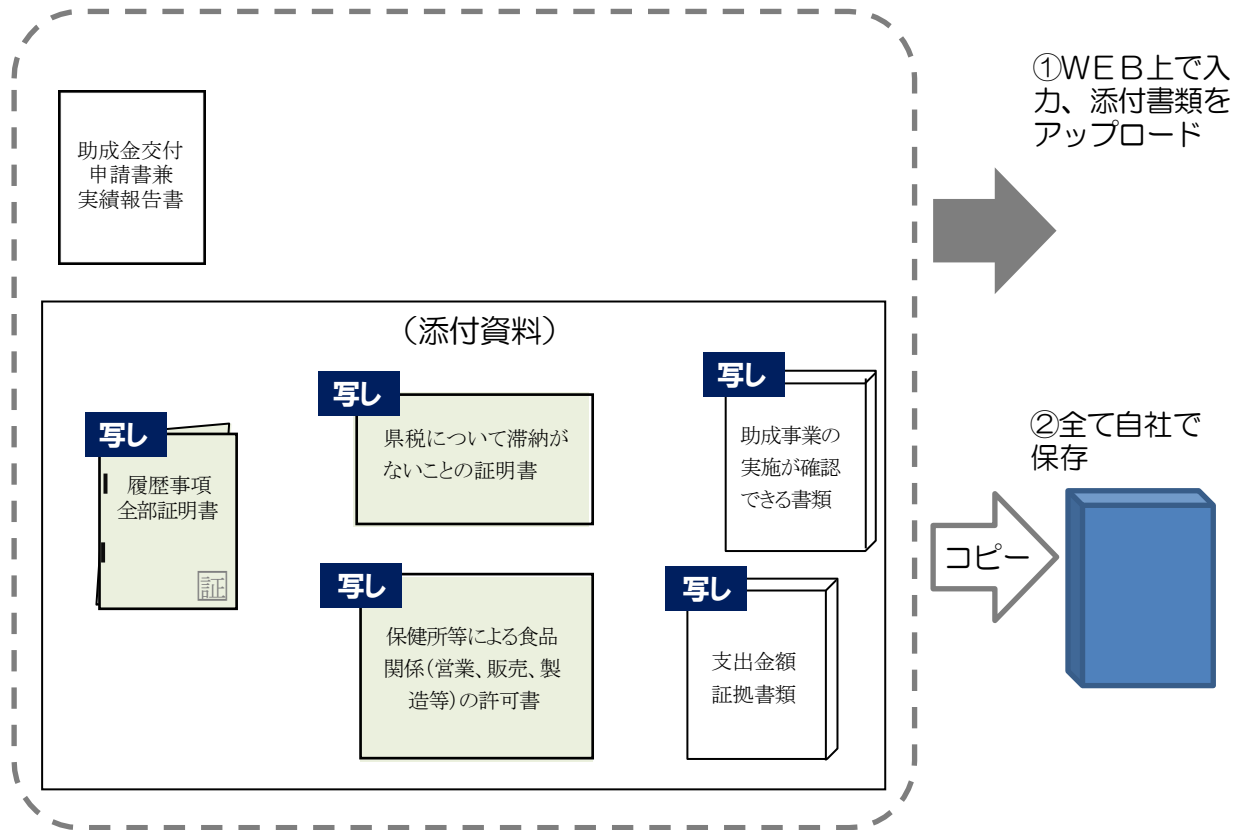 ①WEB上で入
力、添付書類を
アップロード
助成金交付
申請書兼
実績報告書
（添付資料）
写し
履歴事項
全部証明書
証
写し
県税について滞納が
ないことの証明書
写し
助成事業の
実施が確認
できる書類
写し
保健所等による食品
関係（営業、販売、製
造等）の許可書
写し
支出金額
証拠書類
②全て自社で
保存
コピー